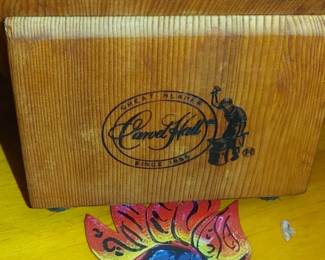 GREAT BLADES
Carvel Hall
SINCE 1895